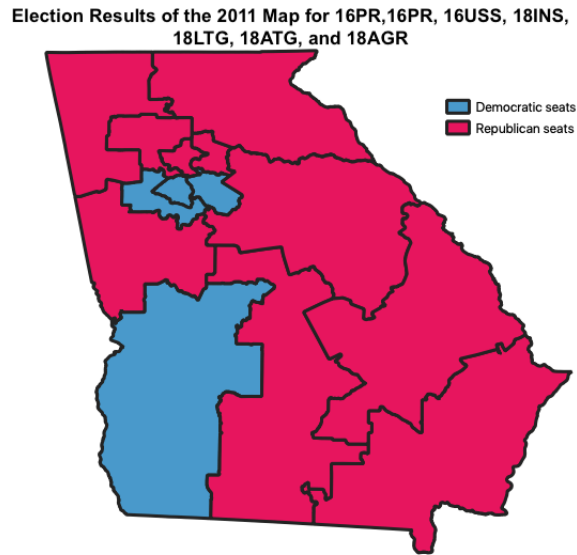 Election Results of the 2011 Map for 16PR,16PR, 16USS, 18INS,
18LTG, 18ATG, and 18AGR
Democratic seats
Republican seats